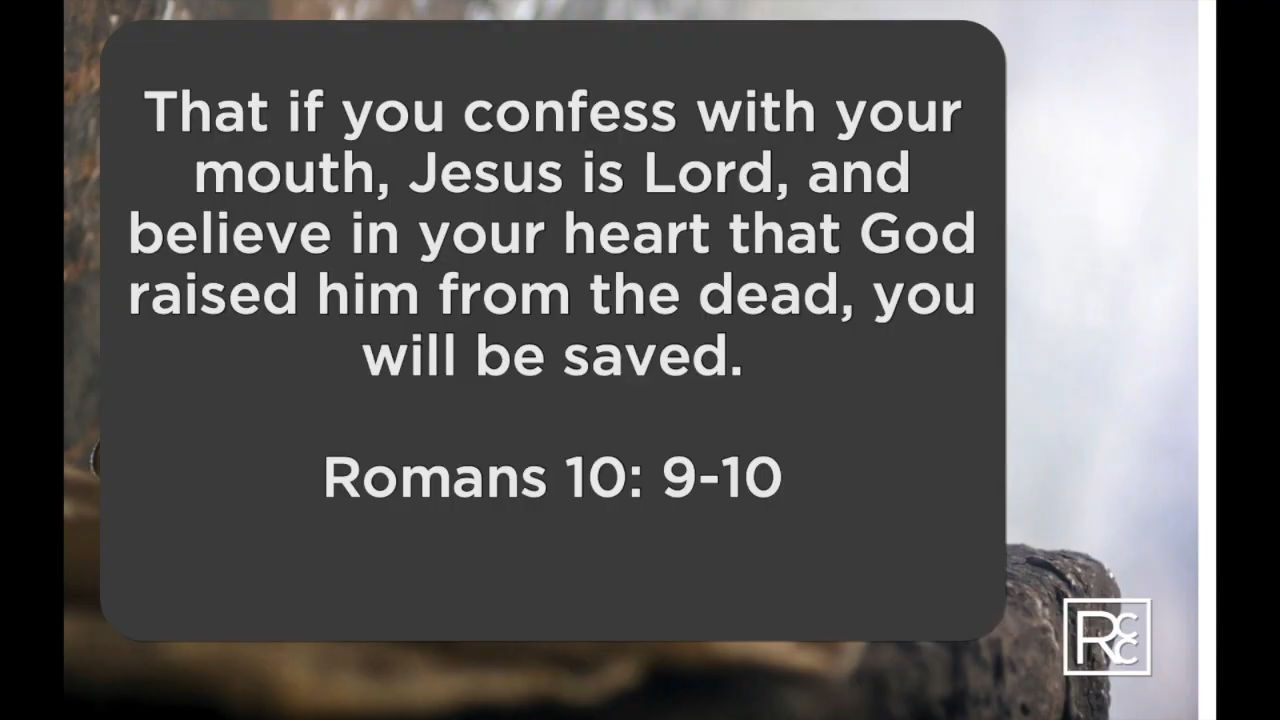 That if you confess with your
mouth, Jesus is Lord, and
believe in your heart that God
raised him from the dead, you
will be saved.
Romans 10: 9-10
RCCC